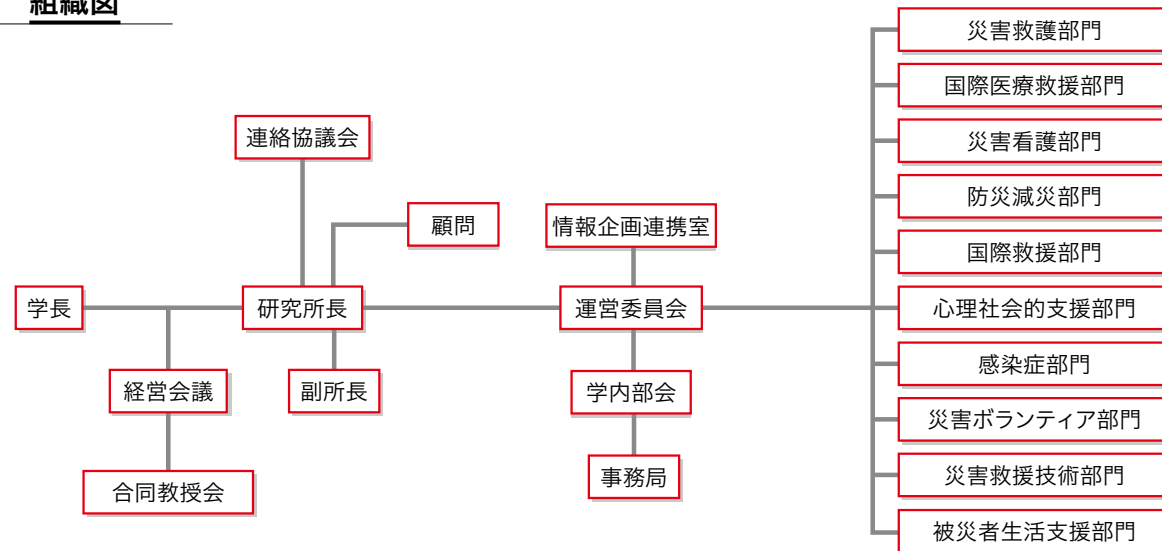 組織図
連絡協議会
顧問
情報企画連携室
学長
研究所長
運営委員会
経営会議
副所長
学内部会
合同教授会
事務局
災害救護部門
国際医療救援部門
災害看護部門
防災減災部門
国際救援部門
心理社会的支援部門
感染症部門
災害ボランティア部門
災害救援技術部門
被災者生活支援部門